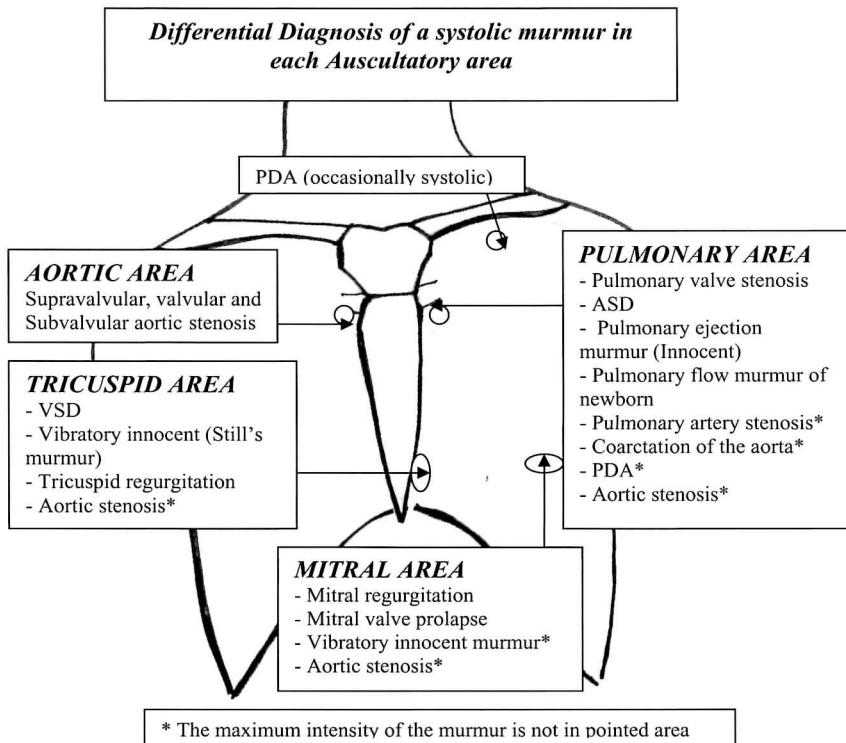 Differential Diagnosis of a systolic murmur in
each Auscultatory area
PDA (occasionally systolic)
AORTIC AREA
Supravalvular, valvular and
Subvalvular aortic stenosis
PULMONARY AREA
- Pulmonary valve stenosis
- ASD
- Pulmonary ejection
murmur (Innocent)
- Pulmonary flow murmur of
newborn
- Pulmonary artery stenosis*
- Coarctation of the aorta*
- PDA*
- Aortic stenosis*
TRICUSPID AREA
- VSD
- Vibratory innocent (Still's
murmur)
- Tricuspid regurgitation
- Aortic stenosis*
MITRAL AREA
- Mitral regurgitation
- Mitral valve prolapse
- Vibratory innocent murmur*
- Aortic stenosis*
* The maximum intensity of the murmur is not in pointed area